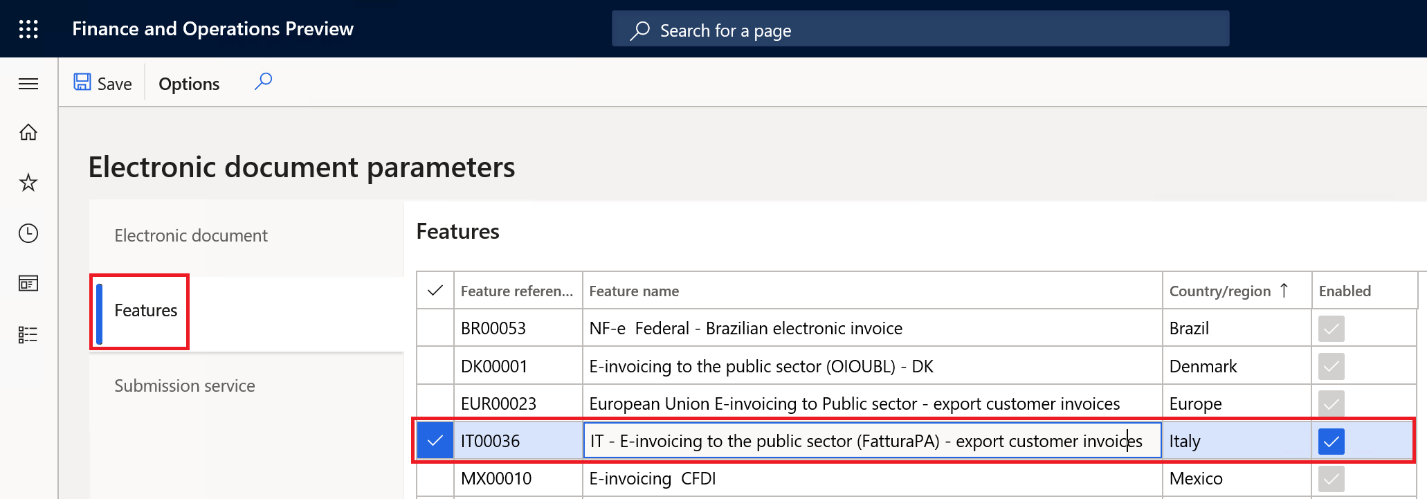 Finance and Operations Preview
Search for a page
Save Options
Electronic document parameters
Electronic document
Features
Submission service
Features
Feature referen... Feature name Country/region ↑ Enabled
BR00053 NF-e Federal - Brazilian electronic invoice Brazil
DK00001 E-invoicing to the public sector (OIOUBL) - DK Denmark
EUR00023 European Union E-invoicing to Public sector - export customer invoices Europe
IT00036 IT - E-invoicing to the public sector (FatturaPA) - export customer invoices Italy
MX00010 E-invoicing CFDI Mexico